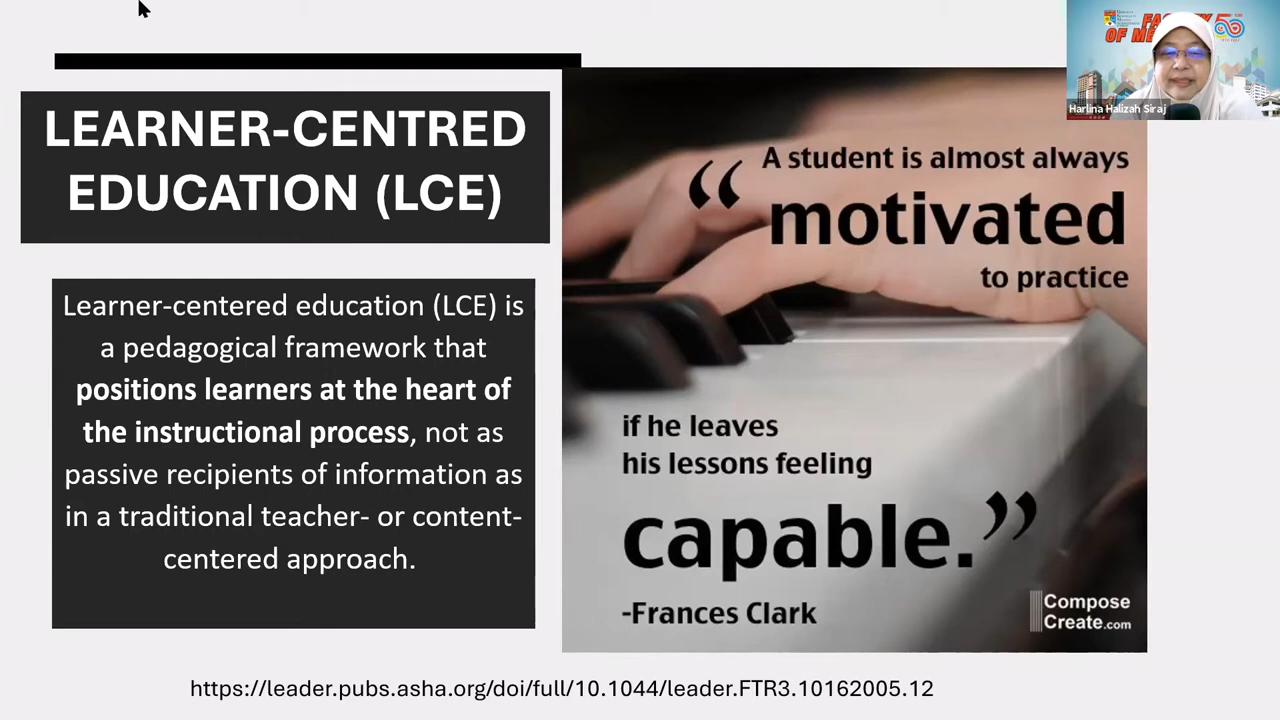 LEARNER-CENTRED
EDUCATION (LCE)
Learner-centered education (LCE) is
a pedagogical framework that
positions learners at the heart of
the instructional process, not as
passive recipients of information as
in a traditional teacher- or content-
centered approach.
“ A student is almost always
motivated
to practice
if he leaves
his lessons feeling
capable.”
-Frances Clark
Compose
Create.com
https://leader.pubs.asha.org/doi/full/10.1044/leader.FTR3.10162005.12
OF
Harlina Halizah Siraj